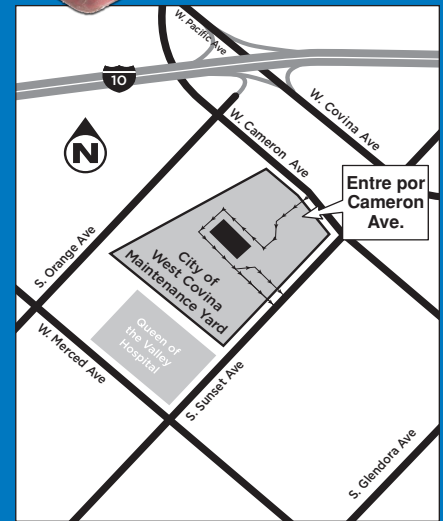 W. Pacific Ave
10
W. Covina Ave
W. Cameron Ave
N
Entre por
Cameron
Ave.
S. Orange Ave
City of
West Covina
Maintenance Yard
Queen of
the Valley
Hospital
W. Merced Ave
S. Sunset Ave
S. Glendora Ave